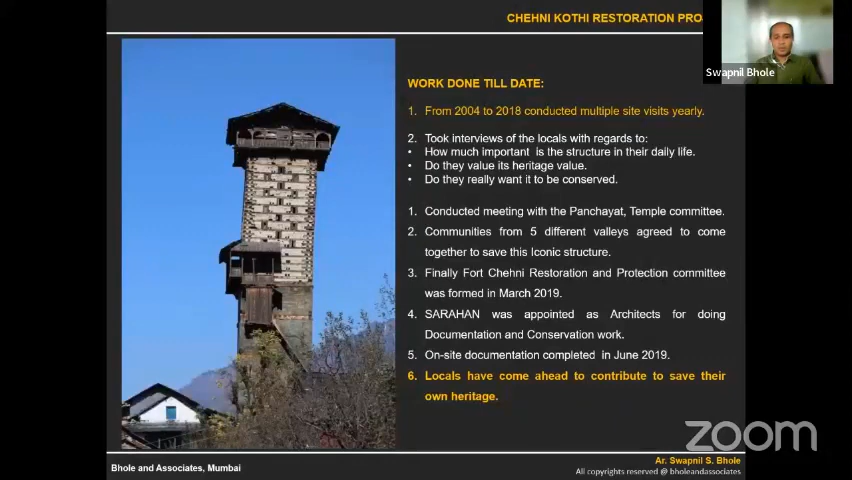 CHEHNI KOTHI RESTORATION PRO
Swapnil Bhole
WORK DONE TILL DATE:
1. From 2004 to 2018 conducted multiple site visits yearly.
2. Took interviews of the locals with regards to:
• How much important is the structure in their daily life.
• Do they value its heritage value.
• Do they really want it to be conserved.
1. Conducted meeting with the Panchayat, Temple committee.
2. Communities from 5 different valleys agreed to come
together to save this Iconic structure.
3. Finally Fort Chehni Restoration and Protection committee
was formed in March 2019.
4. SARAHAN was appointed as Architects for doing
Documentation and Conservation work.
5. On-site documentation completed in June 2019.
6. Locals have come ahead to contribute to save their
own heritage.
zoom
Bhole and Associates, Mumbai
Ar. Swapnil S. Bhole
All copyrights reserved @ bholeandassociates